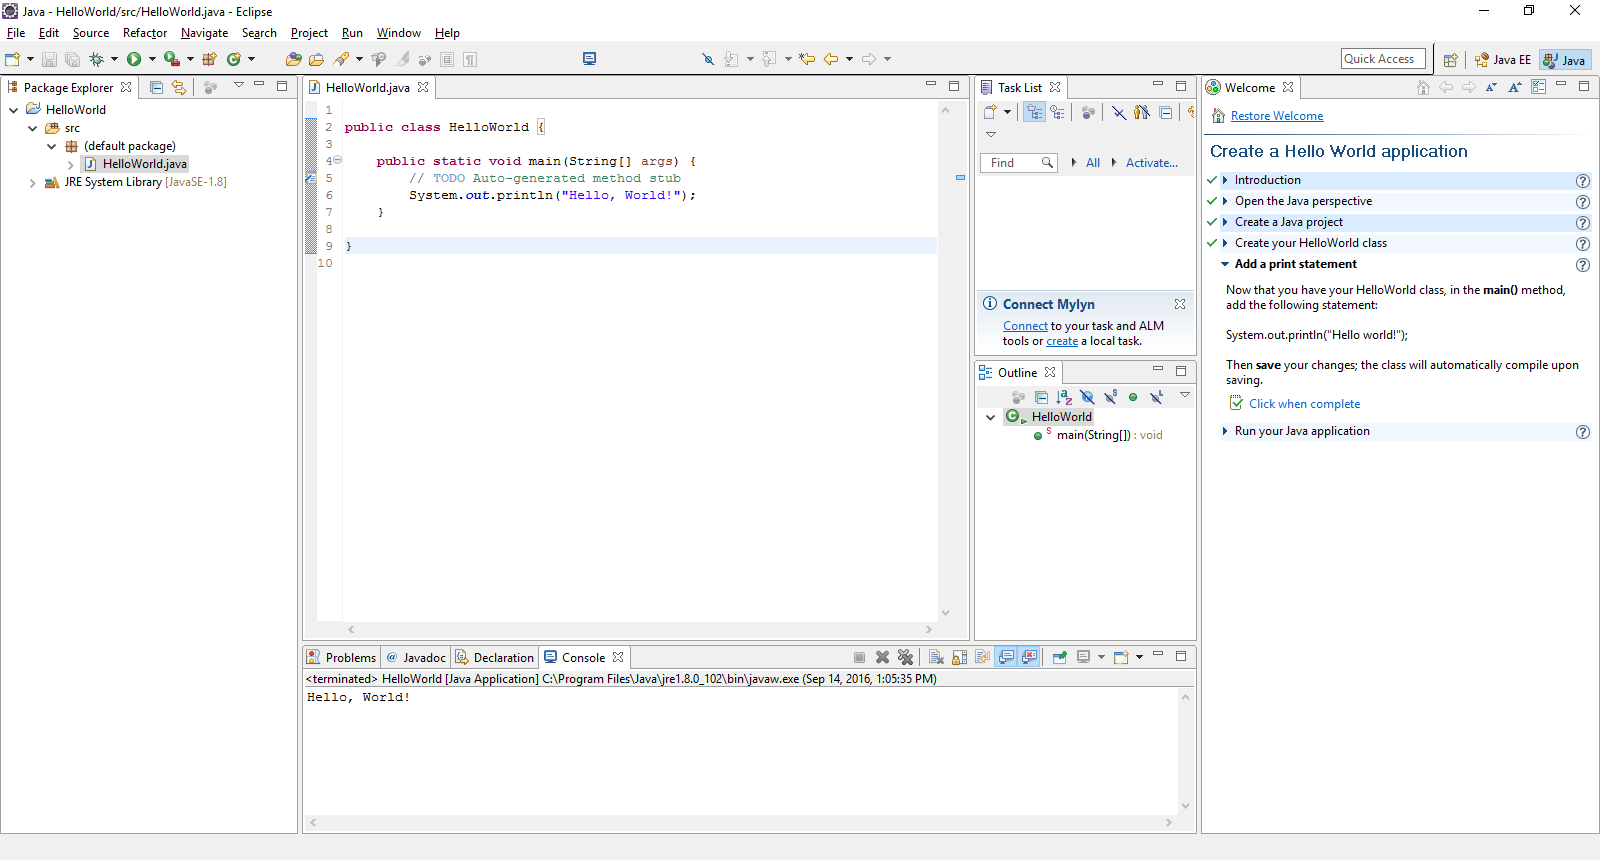 Java - HelloWorld/src/HelloWorld.java - Eclipse
File Edit Source Refactor Navigate Search Project Run Window Help
Quick Access
Java EE
Java
Package Explorer
HelloWorld
src
(default package)
HelloWorld.java
JRE System Library [JavaSE-1.8]
HelloWorld.java
1
2 public class HelloWorld {
3
4 public static void main(String[] args) {
5 // TODO Auto-generated method stub
6 System.out.println("Hello, World!");
7 }
8
9 }
10
Task List
Find
All
Activate...
Connect Mylyn
Connect to your task and ALM
tools or create a local task.
Outline
HelloWorld
main(String[]) : void
Welcome
Restore Welcome
Create a Hello World application
Introduction
Open the Java perspective
Create a Java project
Create your HelloWorld class
Add a print statement
Now that you have your HelloWorld class, in the main() method,
add the following statement:
System.out.println("Hello world!");
Then save your changes; the class will automatically compile upon
saving.
Click when complete
Run your Java application
Problems @ Javadoc Declaration Console
<terminated> HelloWorld [Java Application] C:\Program Files\Java\jre1.8.0_102\bin\javaw.exe (Sep 14, 2016, 1:05:35 PM)
Hello, World!